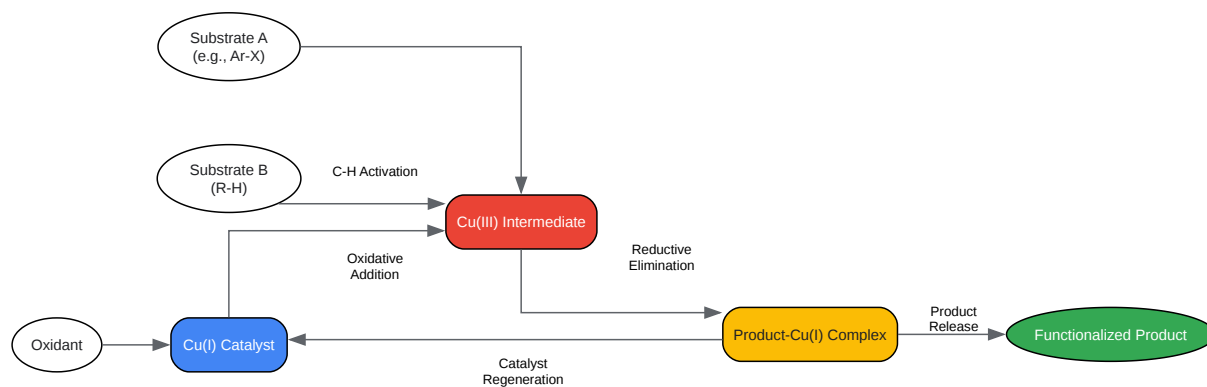 Substrate A
(e.g., Ar-X)
Substrate B
(R-H)
C-H Activation
Cu(III) Intermediate
Oxidative
Addition
Reductive
Elimination
Oxidant
Cu(I) Catalyst
Product-Cu(I) Complex
Product
Release
Functionalized Product
Catalyst
Regeneration